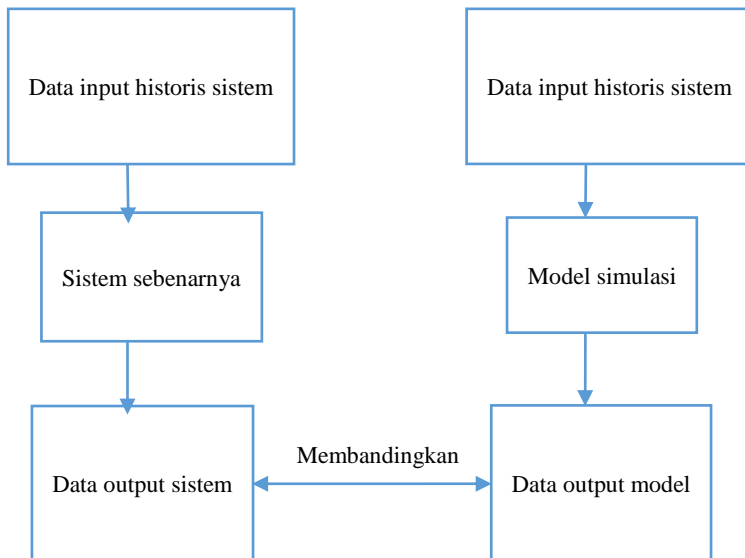 Data input historis sistem
Data input historis sistem
Sistem sebenarnya
Model simulasi
Membandingkan
Data output sistem
Data output model